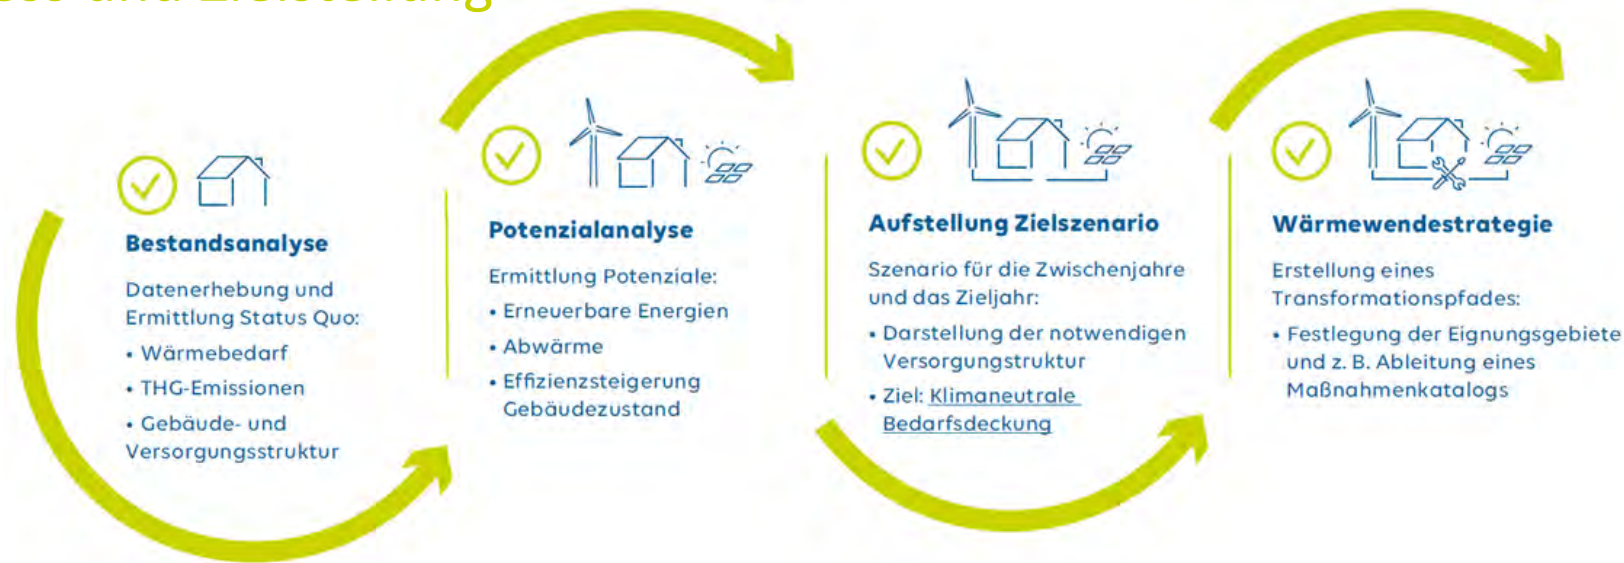 und Zielstellung
Bestandsanalyse
Datenerhebung und
Ermittlung Status Quo:
• Wärmebedarf
• THG-Emissionen
• Gebäude- und
Versorgungsstruktur
Potenzialanalyse
Ermittlung Potenziale:
• Erneuerbare Energien
• Abwärme
• Effizienzsteigerung
Gebäudezustand
Aufstellung Zielszenario
Szenario für die Zwischenjahre
und das Zieljahr:
• Darstellung der notwendigen
Versorgungstruktur
• Ziel: Klimaneutrale
Bedarfsdeckung
Wärmewendestrategie
Erstellung eines
Transformationspfades:
• Festlegung der Eignungsgebiete
und z. B. Ableitung eines
Maßnahmenkatalogs